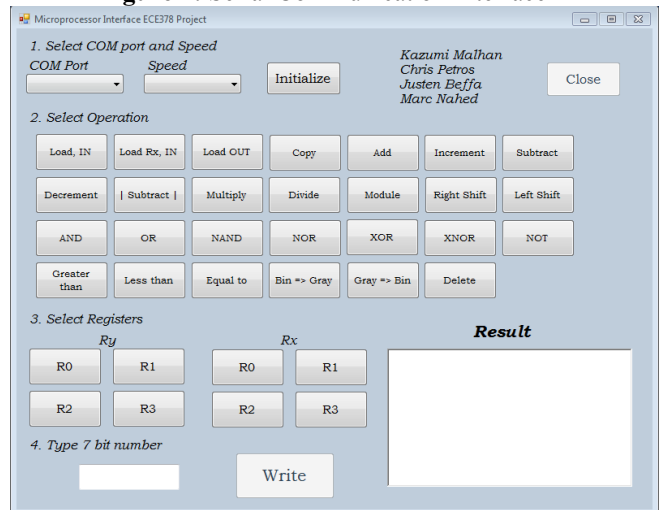 Microprocessor Interface ECE378 Project
1. Select COM port and Speed
COM Port Speed
Initialize
Kazumi Malhan
Chris Petros
Justen Beffa
Marc Nahed
Close
2. Select Operation
Load, IN Load Rx, IN Load OUT Copy Add Increment Subtract
Decrement | Subtract | Multiply Divide Module Right Shift Left Shift
AND OR NAND NOR XOR XNOR NOT
Greater than Less than Equal to Bin => Gray Gray => Bin Delete
3. Select Registers
Ry Rx
R0 R1 R0 R1
R2 R3 R2 R3
Result
4. Type 7 bit number
Write